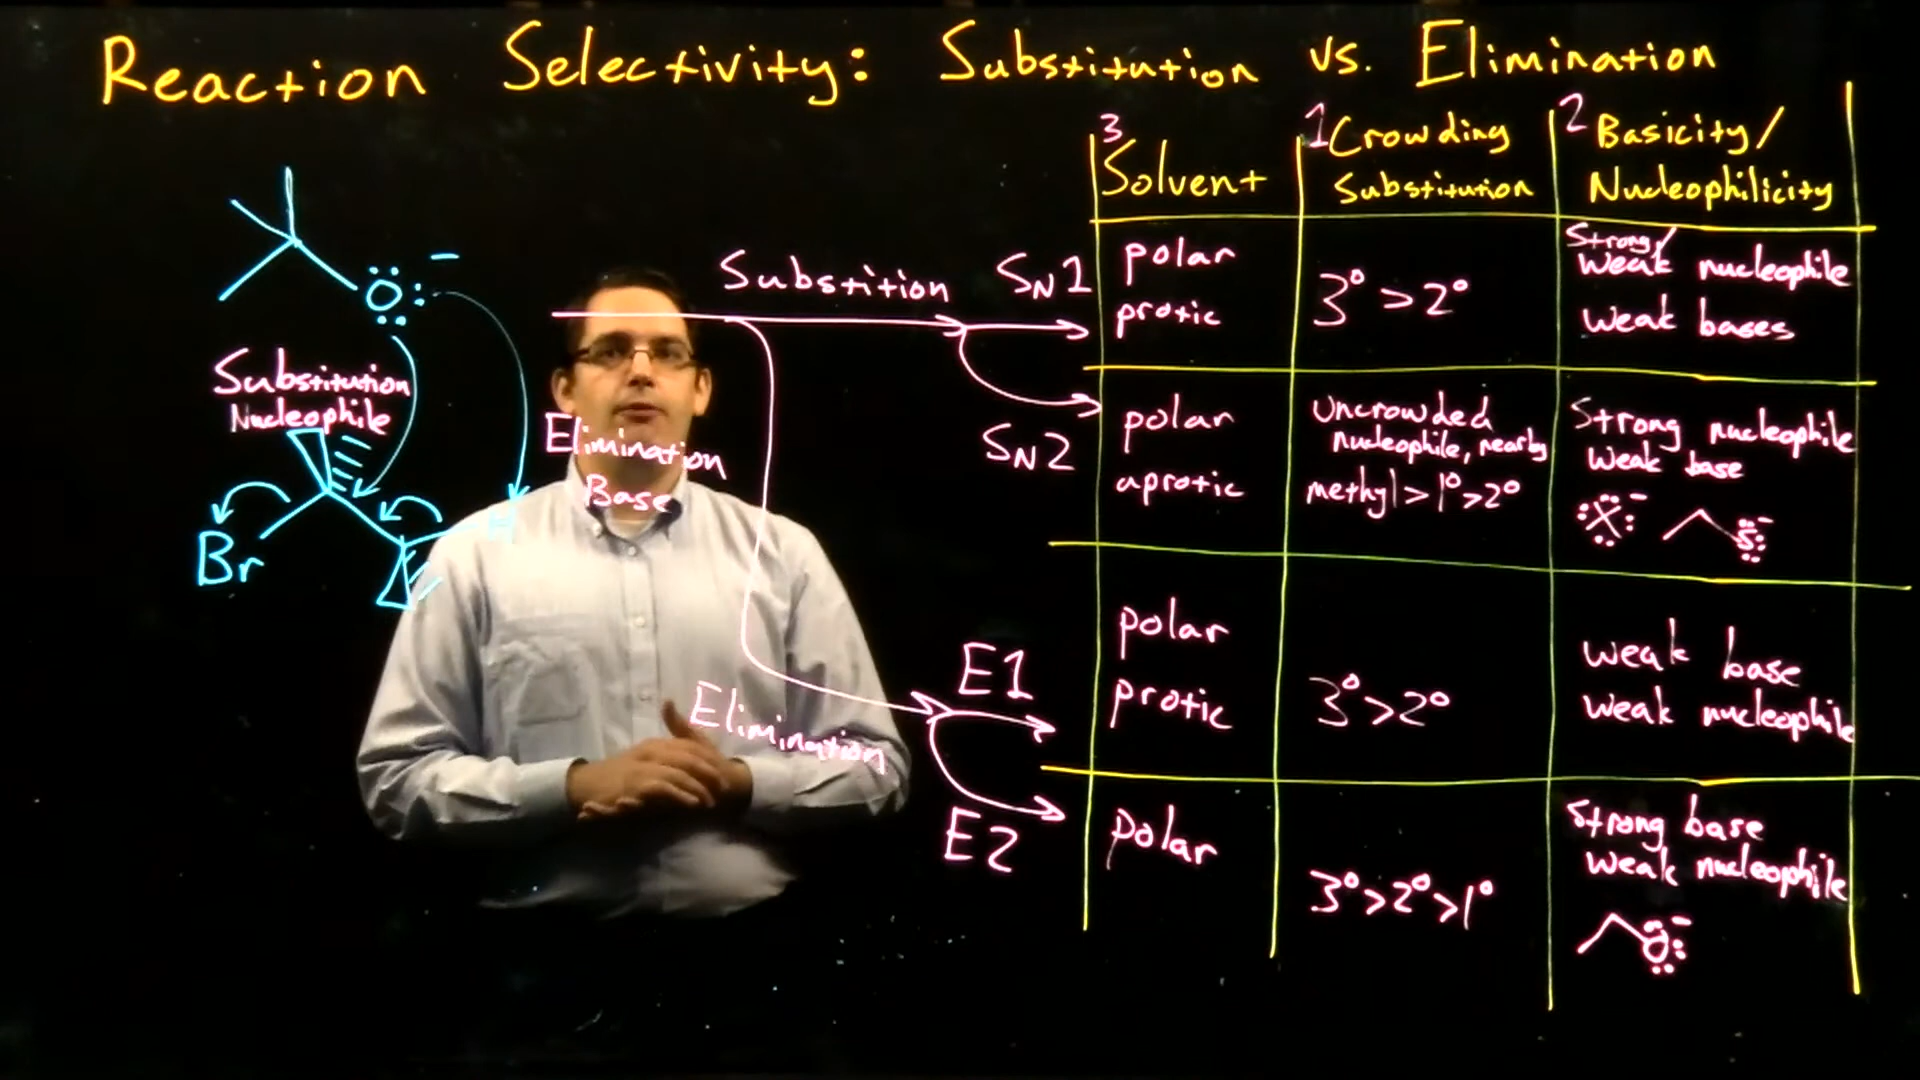 Reaction Selectivity: Substitution vs. Elimination
3 Solvent
1 Crowding
Substitution
2 Basicity/
Nucleophilicity
O
Substitution
Nucleophile
Br
H
Elimination
Base
Substition
SN1
polar
protic
3° > 2°
Strong/
weak nucleophile
weak bases
SN2
polar
aprotic
Uncrowded
nucleophile, nearby
methyl > 1° > 2°
Strong nucleophile
weak base
X
S
Elimination
E1
polar
protic
3° > 2°
weak base
weak nucleophile
E2
polar
3° > 2° > 1°
Strong base
weak nucleophile
O